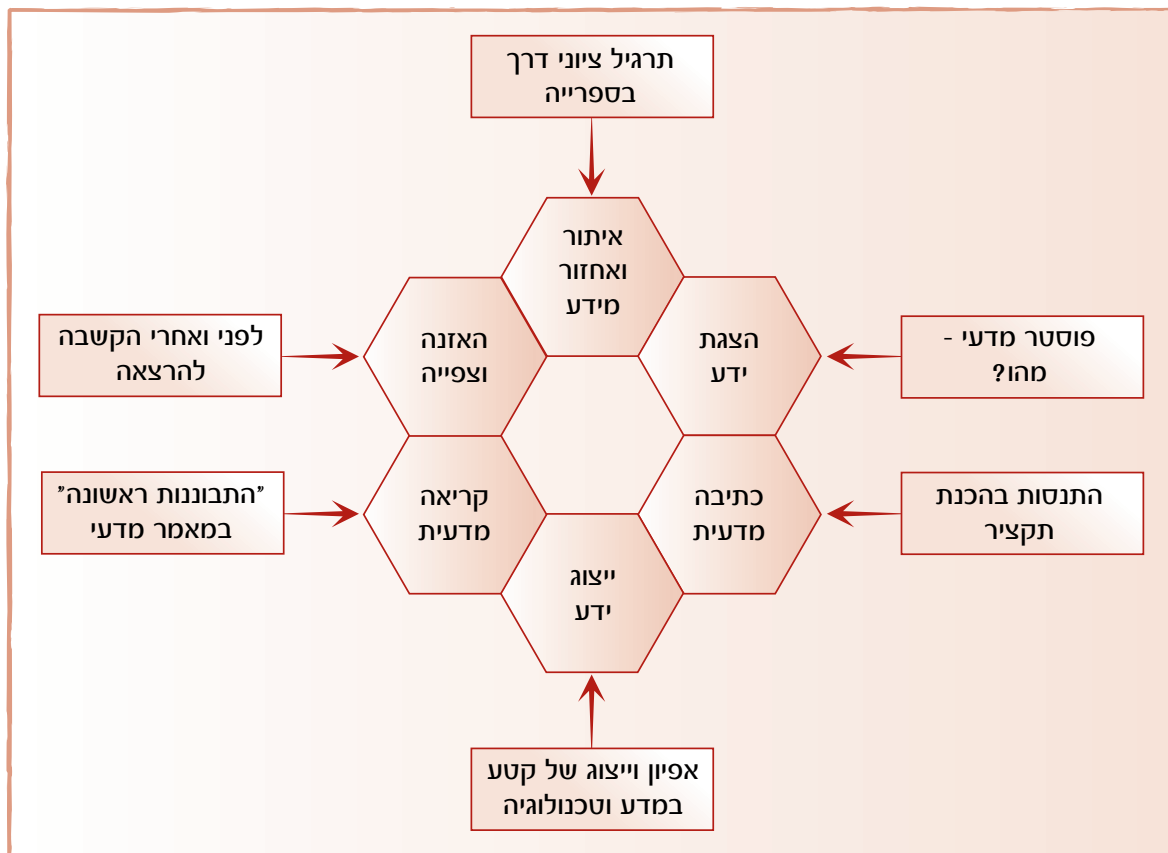 תרגיל ציוני דרך
בספרייה
איתור
ואחזור
מידע
הצגת
ידע
פוסטר מדעי -
מהו?
האזנה
וצפייה
לפני ואחרי הקשבה
להרצאה
כתיבה
מדעית
התנסות בהכנת
תקציר
קריאה
מדעית
"התבוננות ראשונה"
במאמר מדעי
ייצוג
ידע
אפיון וייצוג של קטע
במדע וטכנולוגיה